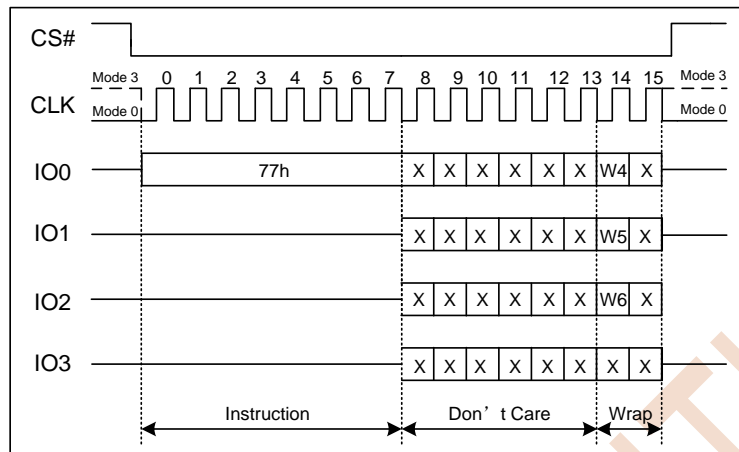 CS#
Mode 3 0 1 2 3 4 5 6 7 8 9 10 11 12 13 14 15 Mode 3
CLK
Mode 0 Mode 0
IO0 77h X X X X X X W4 X
IO1 X X X X X X W5 X
IO2 X X X X X X W6 X
IO3 X X X X X X X X
Instruction Don’t Care Wrap